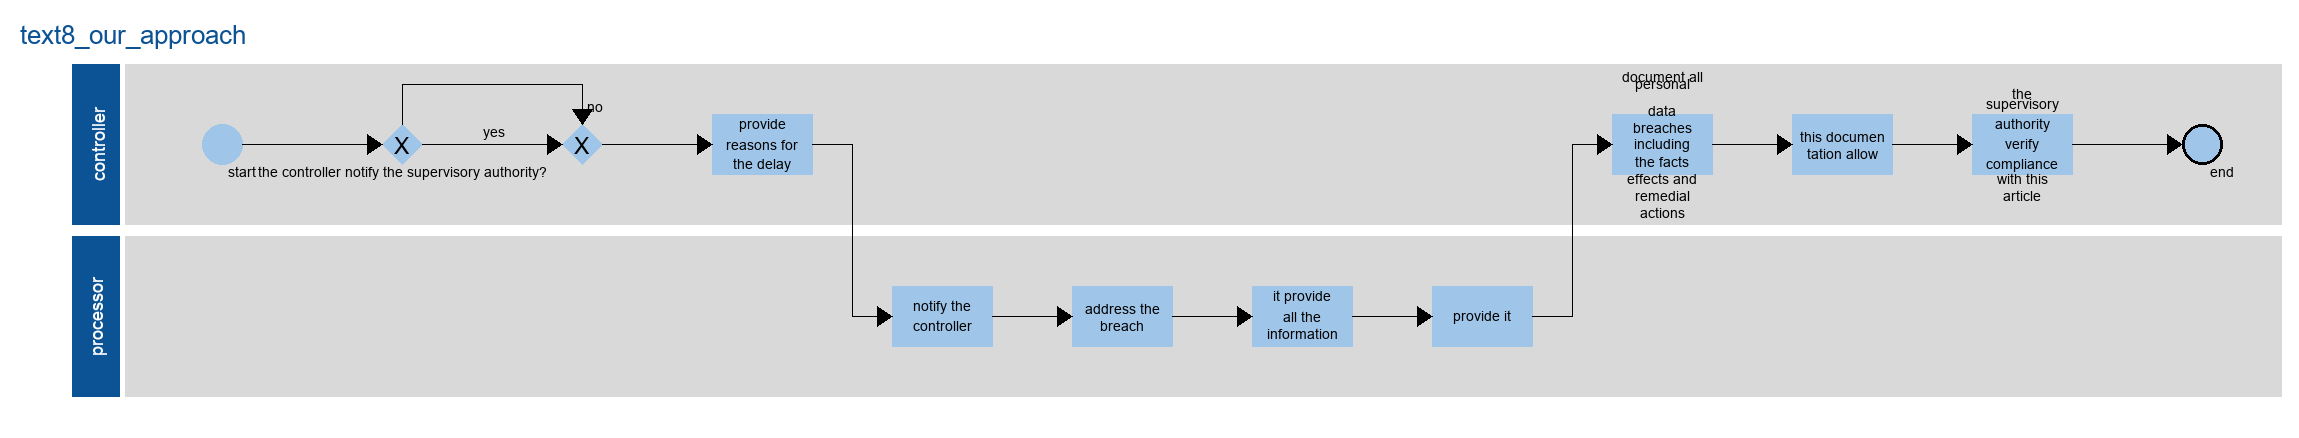 text8_our_approach
controller
start
the controller notify the supervisory authority?
X
yes
no
X
provide
reasons for
the delay
document all
personal
data
breaches
including
the facts
effects and
remedial
actions
this documen
tation allow
the
supervisory
authority
verify
compliance
with this
article
end
processor
notify the
controller
address the
breach
it provide
all the
information
provide it